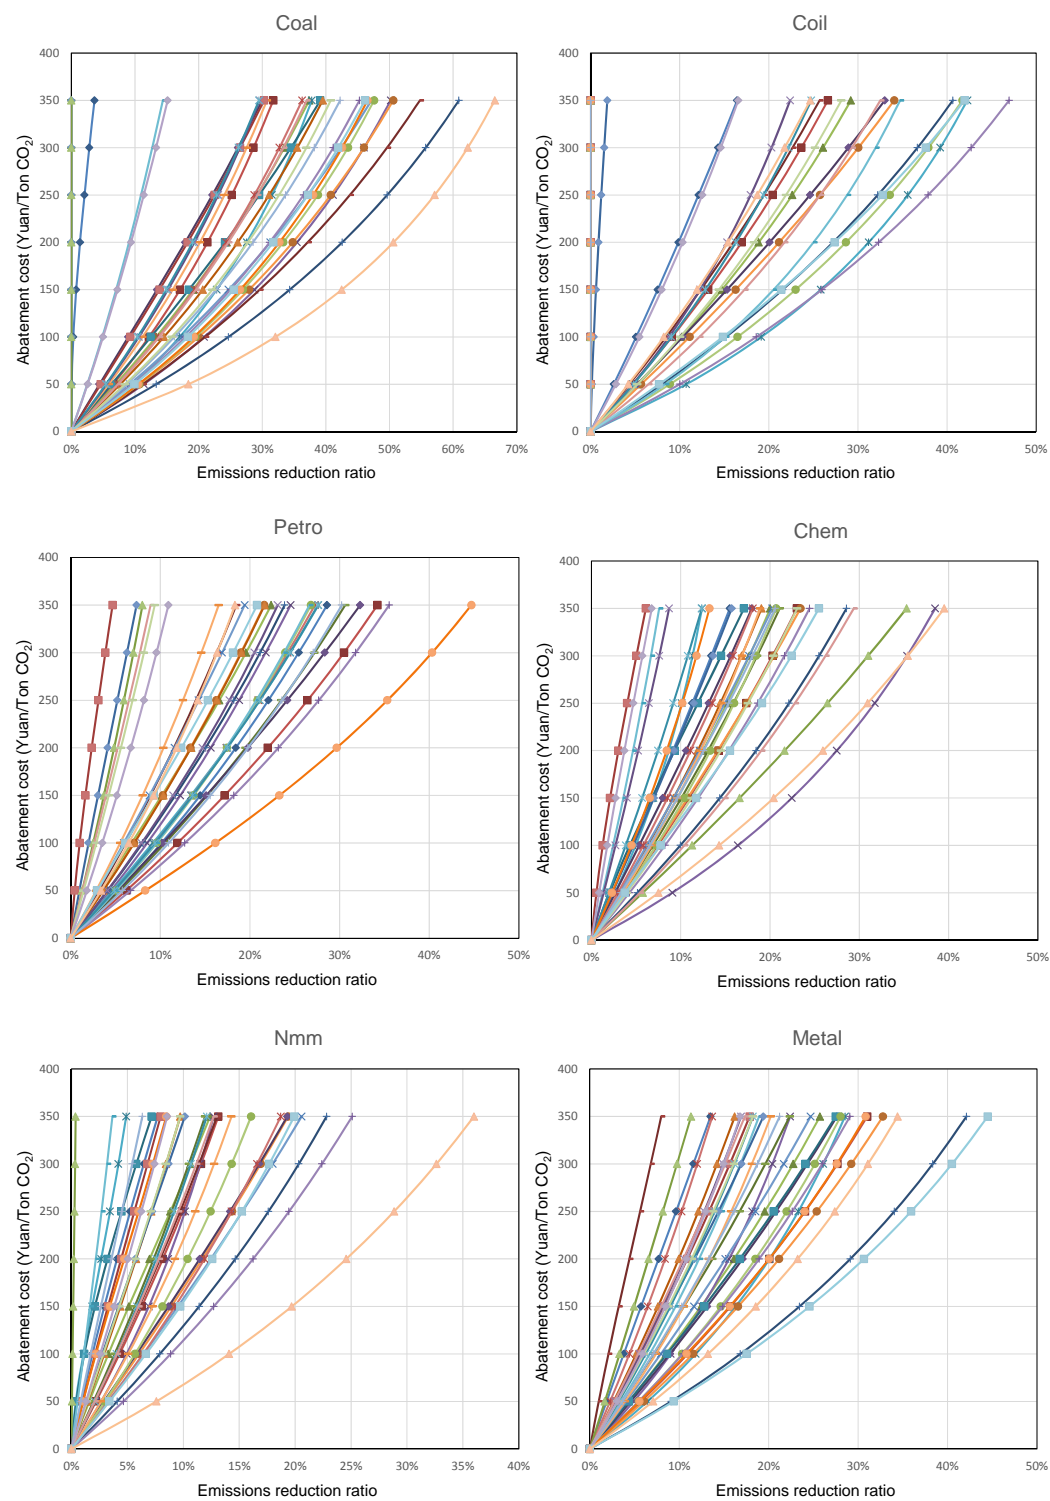 Coal
Coil
400
350
300
250
200
150
100
50
0
Abatement cost (Yuan/Ton CO2)
0% 10% 20% 30% 40% 50% 60% 70%
Emissions reduction ratio
400
350
300
250
200
150
100
50
0
Abatement cost (Yuan/Ton CO2)
0% 10% 20% 30% 40% 50%
Emissions reduction ratio
Petro
Chem
400
350
300
250
200
150
100
50
0
Abatement cost (Yuan/Ton CO2)
0% 10% 20% 30% 40% 50%
Emissions reduction ratio
400
350
300
250
200
150
100
50
0
Abatement cost (Yuan/Ton CO2)
0% 10% 20% 30% 40% 50%
Emissions reduction ratio
Nmm
Metal
400
350
300
250
200
150
100
50
0
Abatement cost (Yuan/Ton CO2)
0% 5% 10% 15% 20% 25% 30% 35% 40%
Emissions reduction ratio
400
350
300
250
200
150
100
50
0
Abatement cost (Yuan/Ton CO2)
0% 10% 20% 30% 40% 50%
Emissions reduction ratio